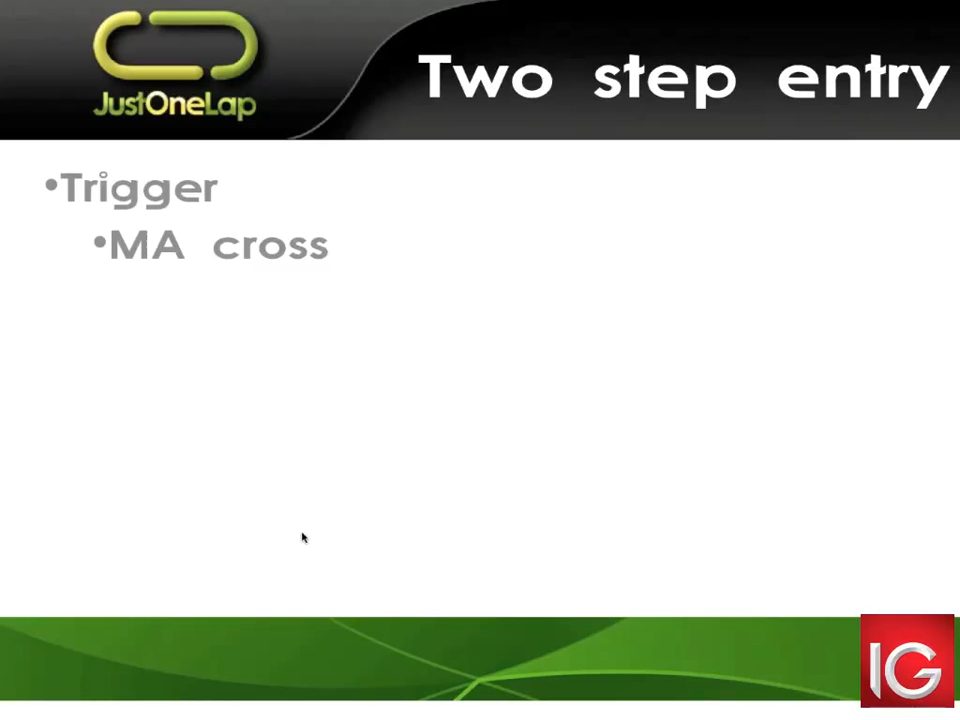 JustOneLap
Two step entry
•Trigger
•MA cross
IG